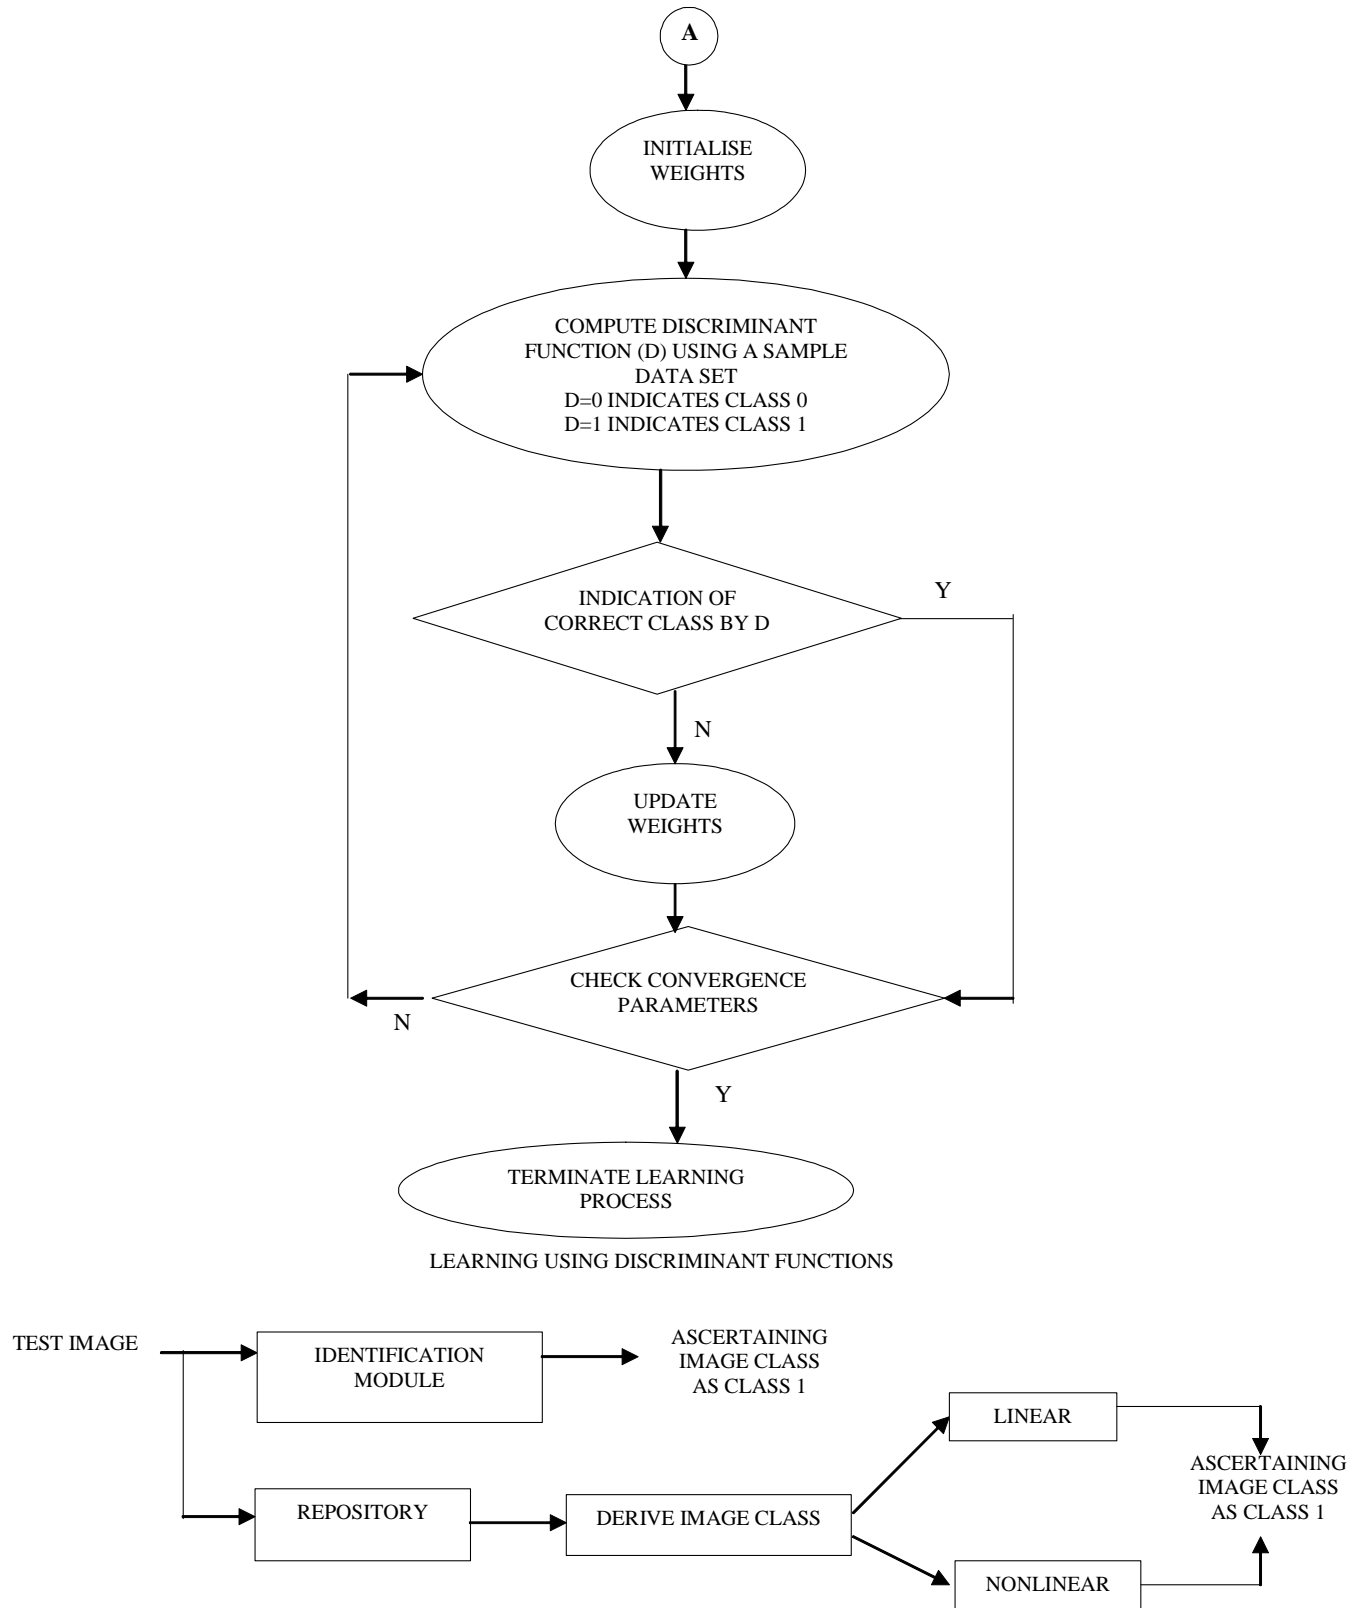 A
INITIALISE
WEIGHTS
COMPUTE DISCRIMINANT
FUNCTION (D) USING A SAMPLE
DATA SET
D=0 INDICATES CLASS 0
D=1 INDICATES CLASS 1
INDICATION OF
CORRECT CLASS BY D
Y
N
UPDATE
WEIGHTS
CHECK CONVERGENCE
PARAMETERS
N
Y
TERMINATE LEARNING
PROCESS
LEARNING USING DISCRIMINANT FUNCTIONS
TEST IMAGE
IDENTIFICATION
MODULE
ASCERTAINING
IMAGE CLASS
AS CLASS 1
REPOSITORY
DERIVE IMAGE CLASS
LINEAR
NONLINEAR
ASCERTAINING
IMAGE CLASS
AS CLASS 1